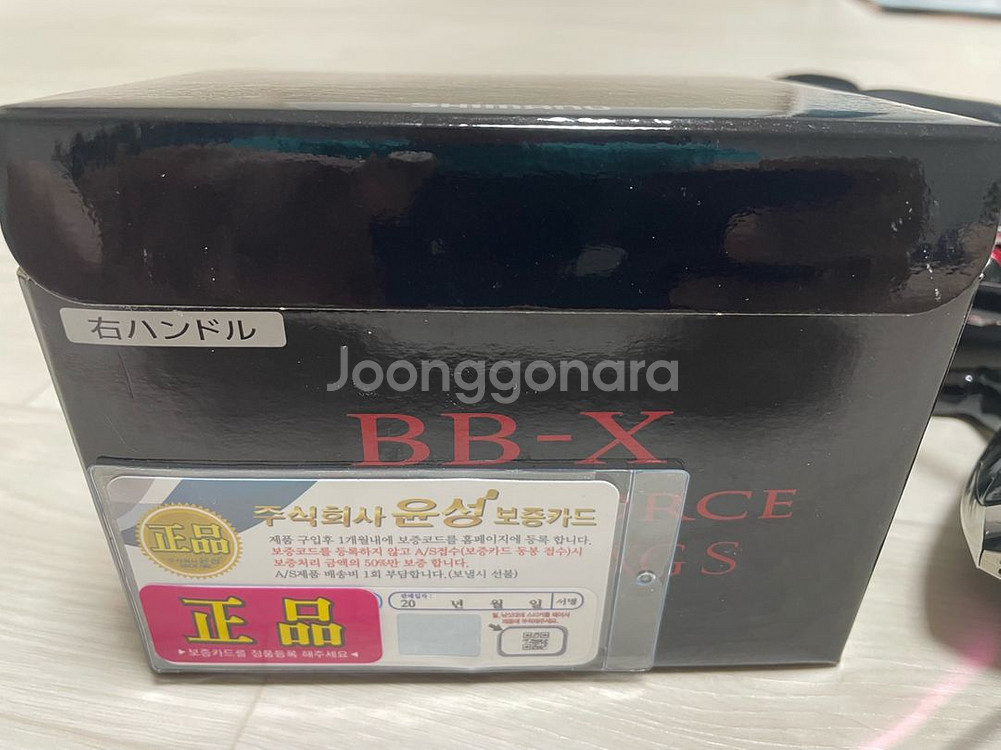 SHIMANO
右ハンドル
Joonggonara
BB-X
RCE
GS
주식회사 윤성 보증카드
正品
제품 구입후 1개월내에 보증코드를 홈페이지에 등록 합니다.
보증코드를 등록하지 않고 A/S접수(보증카드 동봉 접수)시
보증처리 금액의 50%만 보증 합니다.
A/S제품 배송비 1회 부담합니다.(보낼시 선불)
판매일자 : 20 년 월 일 서명
正品
▶보증카드를 정품등록 해주세요◀